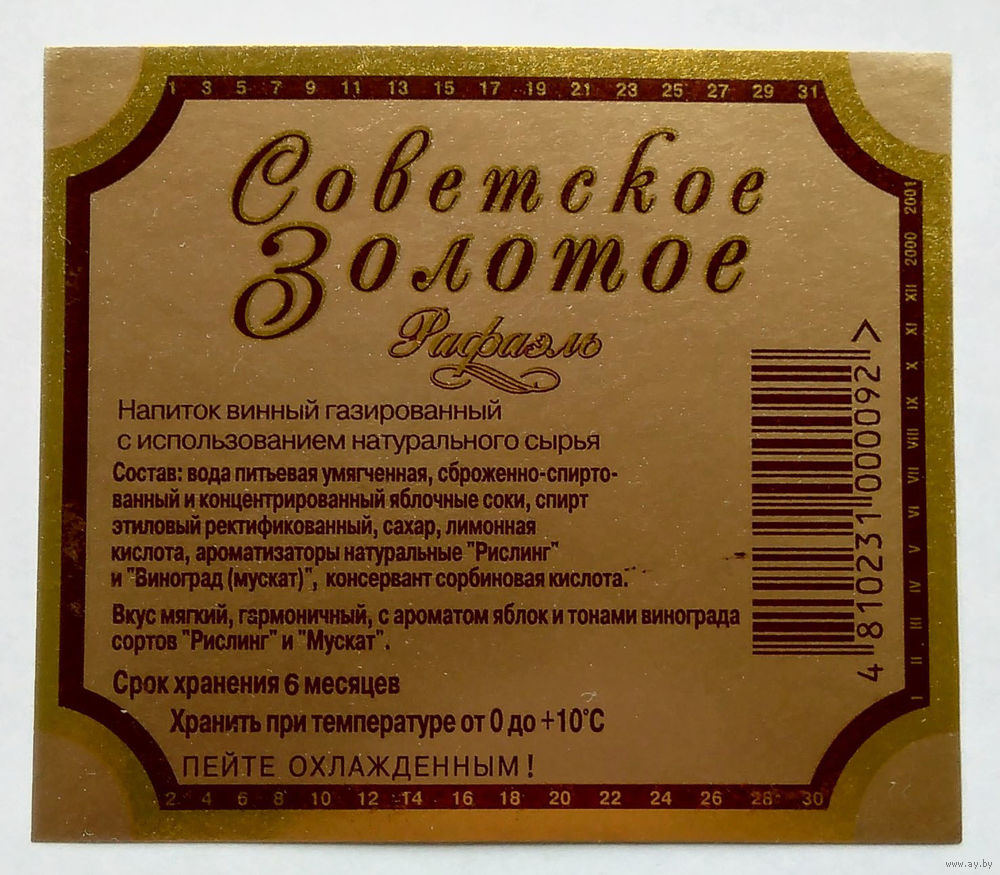 1 3 5 7 9 11 13 15 17 19 21 23 25 27 29 31
Советское
Золотое
Рафаэль
Напиток винный газированный
с использованием натурального сырья
Состав: вода питьевая умягченная, сброженно-спирто-
ванный и концентрированный яблочные соки, спирт
этиловый ректификованный, сахар, лимонная
кислота, ароматизаторы натуральные "Рислинг"
и "Виноград (мускат)", консервант сорбиновая кислота.
Вкус мягкий, гармоничный, с ароматом яблок и тонами винограда
сортов "Рислинг" и "Мускат".
Срок хранения 6 месяцев
Хранить при температуре от 0 до +10°С
ПЕЙТЕ ОХЛАЖДЕННЫМ!
2 4 6 8 10 12 14 16 18 20 22 24 26 28 30
4 810231 000092 >
I II III IV V VI VII VIII IX X XI XII 2000 2001
www.ay.by